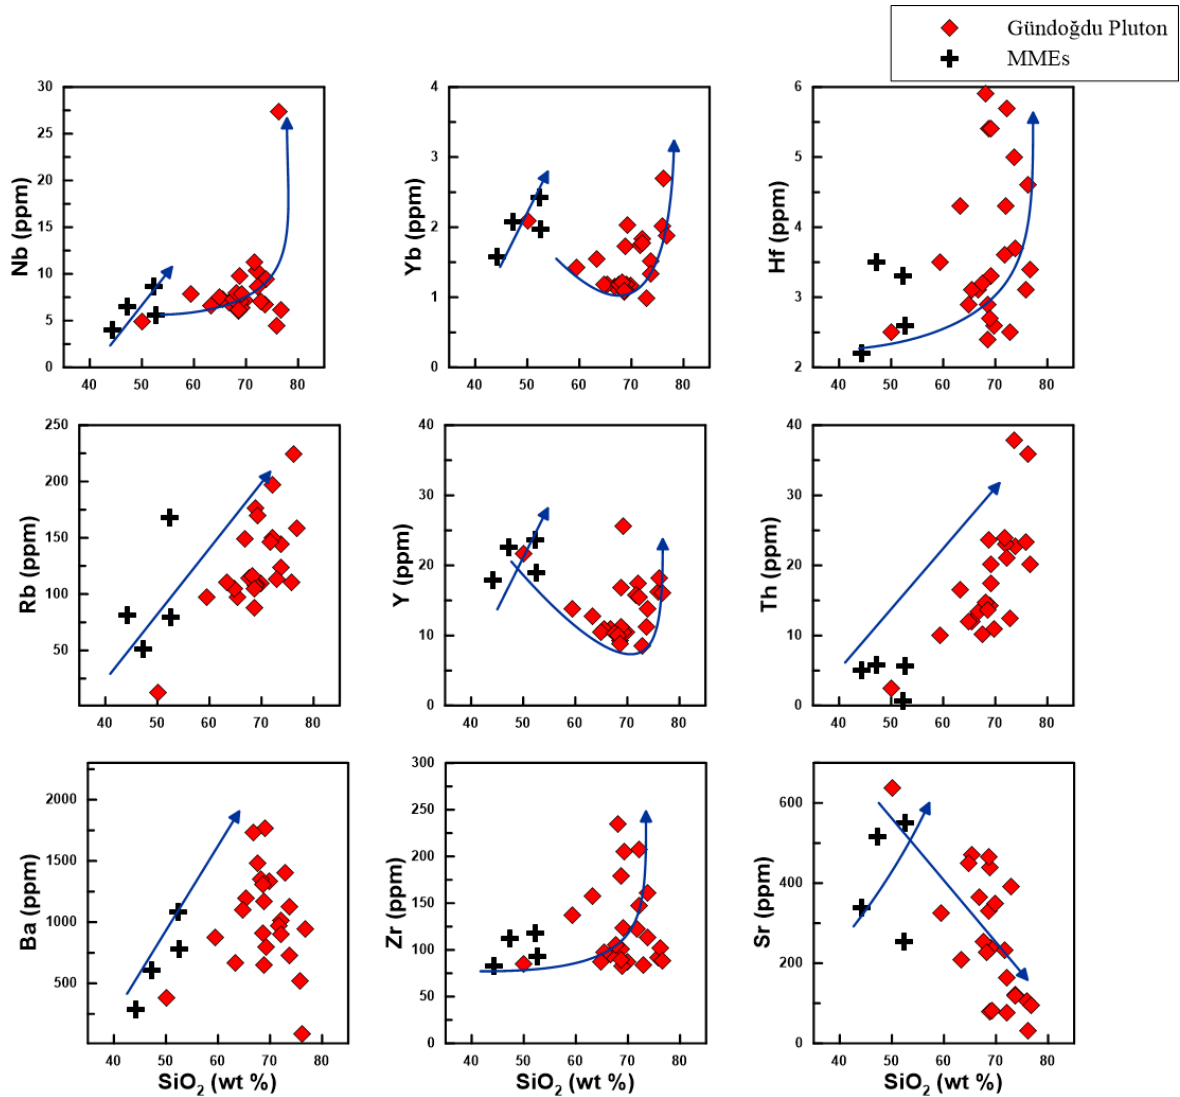 Gündoğdu Pluton
MMEs
30
25
20
15
10
5
0
Nb (ppm)
40 50 60 70 80
4
3
2
1
0
Yb (ppm)
40 50 60 70 80
6
5
4
3
2
Hf (ppm)
40 50 60 70 80
250
200
150
100
50
Rb (ppm)
40 50 60 70 80
40
30
20
10
0
Y (ppm)
40 50 60 70 80
40
30
20
10
0
Th (ppm)
40 50 60 70 80
2000
1500
1000
500
Ba (ppm)
40 50 60 70 80
SiO₂ (wt %)
300
250
200
150
100
50
0
Zr (ppm)
40 50 60 70 80
SiO₂ (wt %)
600
400
200
0
Sr (ppm)
40 50 60 70 80
SiO₂ (wt %)